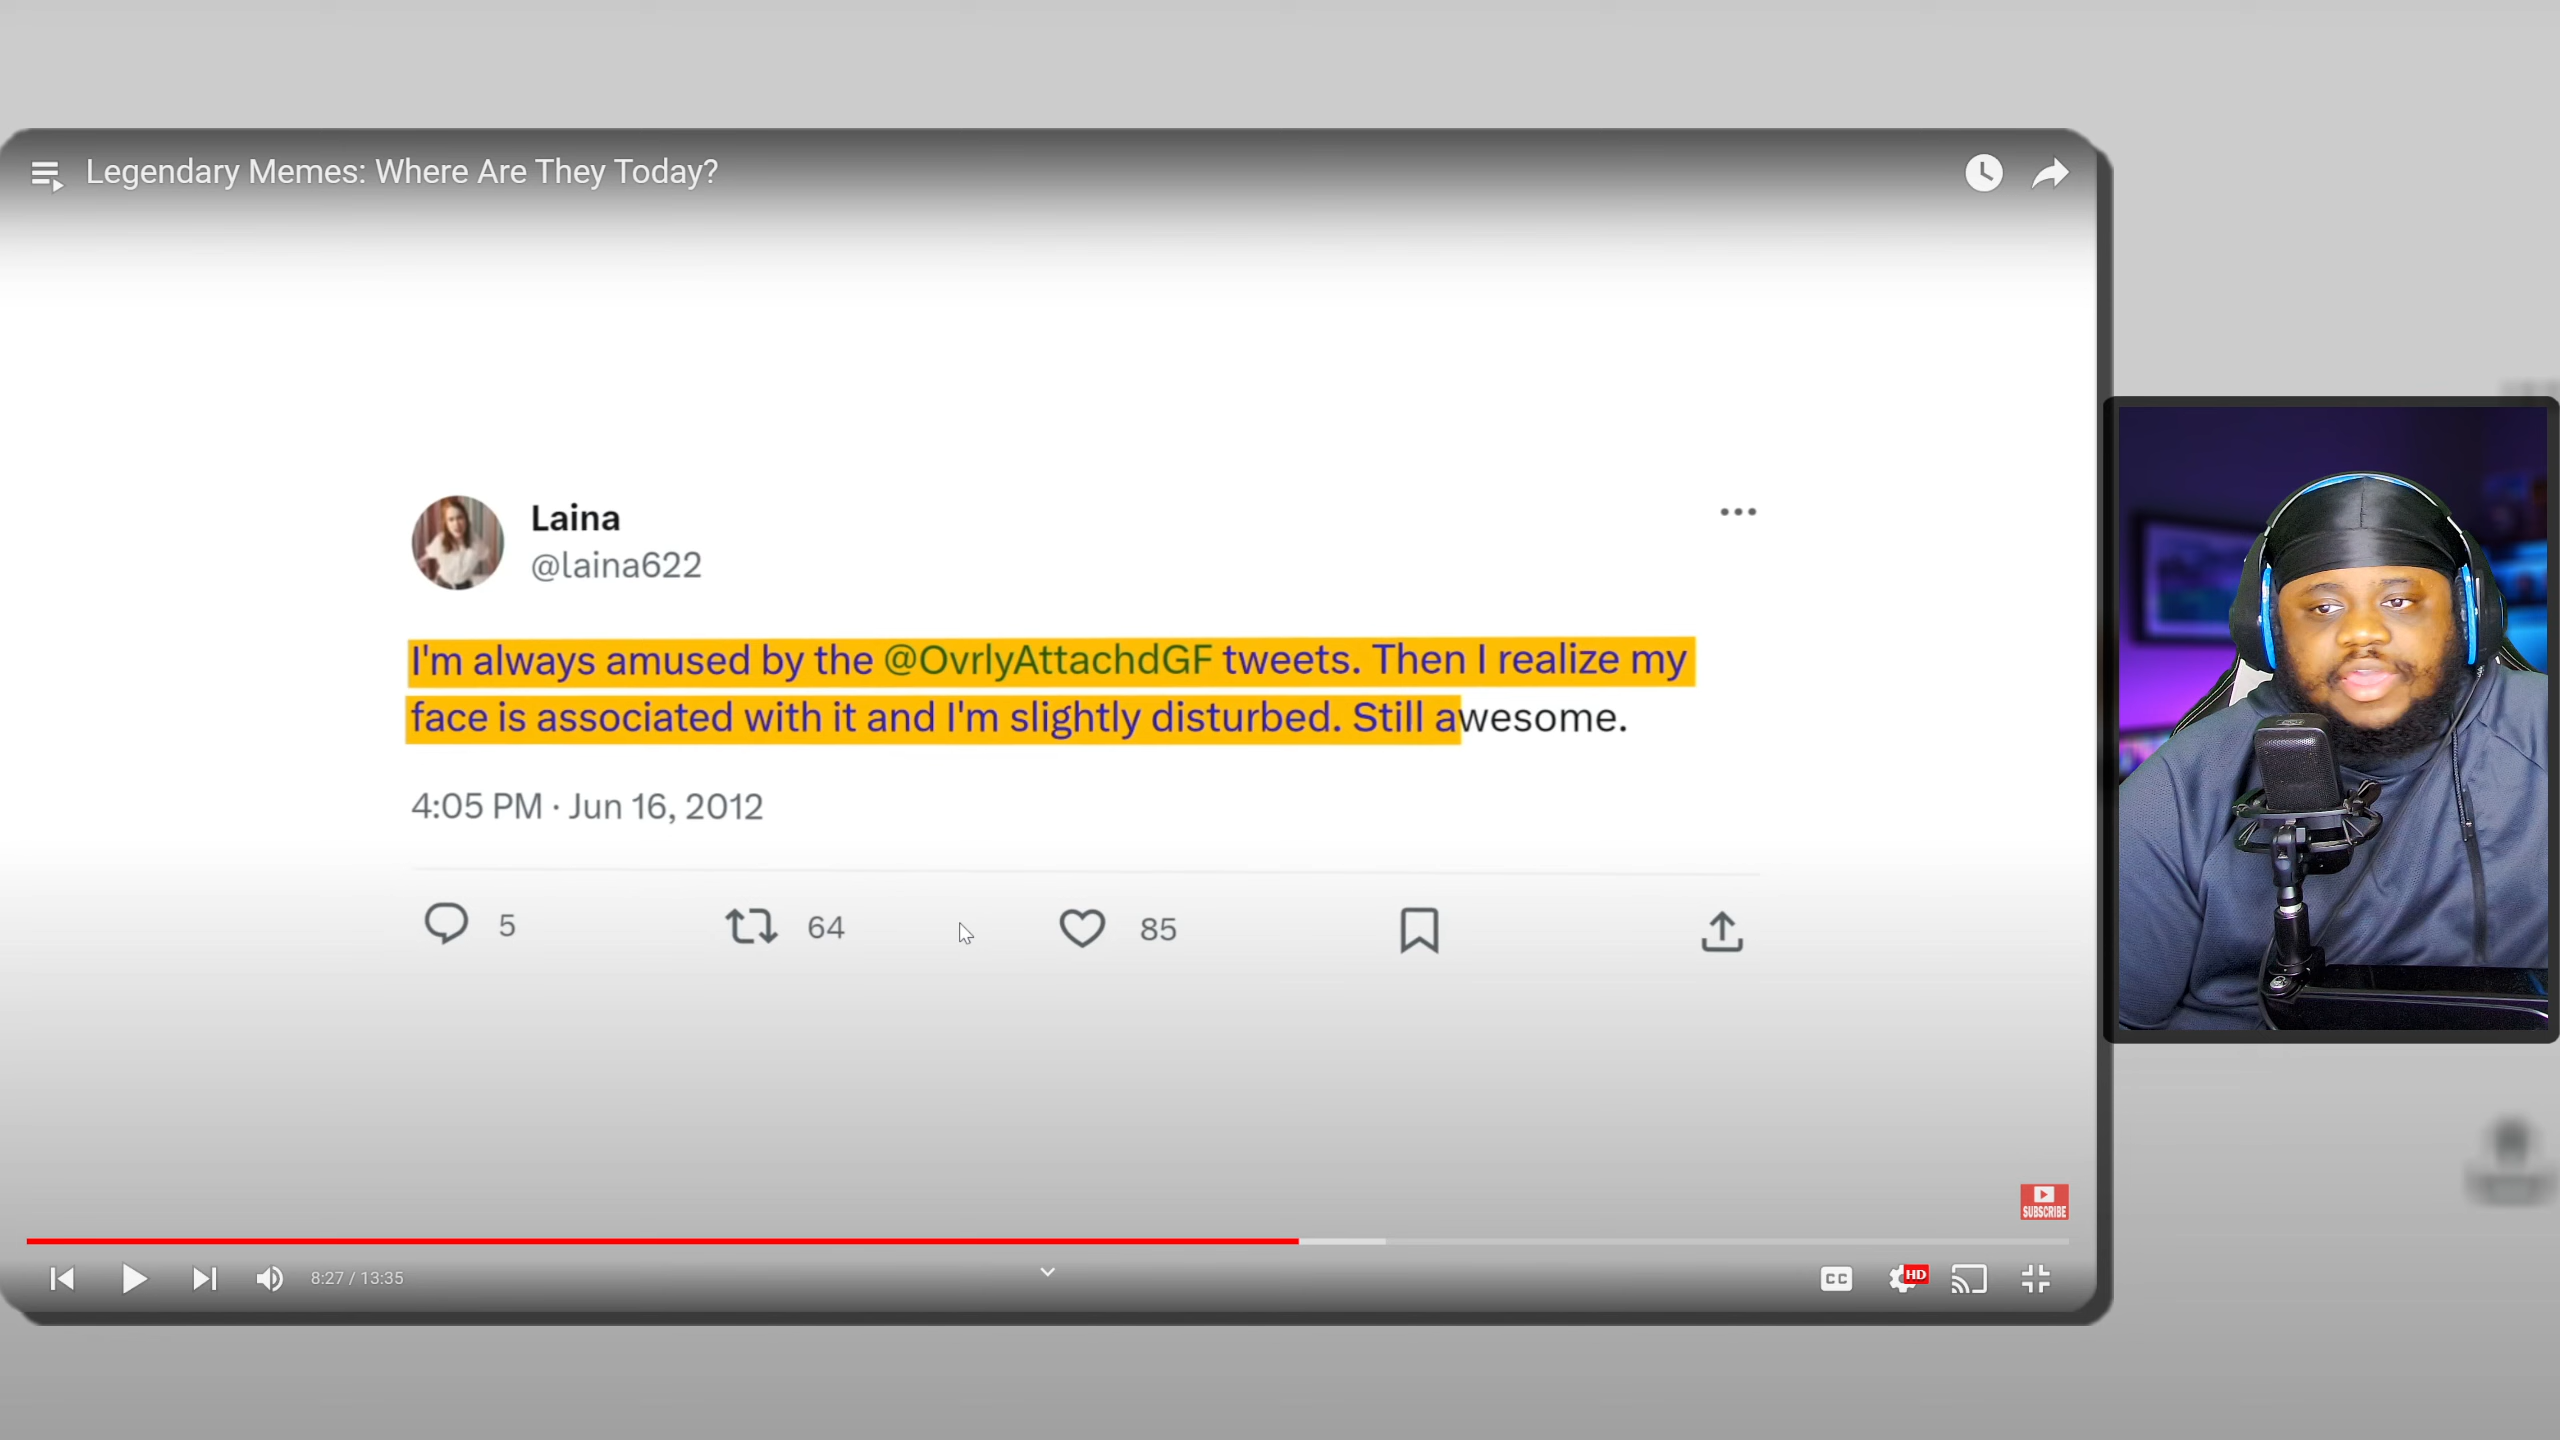 Legendary Memes: Where Are They Today?
Laina
@laina622
I'm always amused by the @OvrlyAttachdGF tweets. Then I realize my
face is associated with it and I'm slightly disturbed. Still awesome.
4:05 PM · Jun 16, 2012
5 64 85
SUBSCRIBE
8:27 / 13:35
CC HD